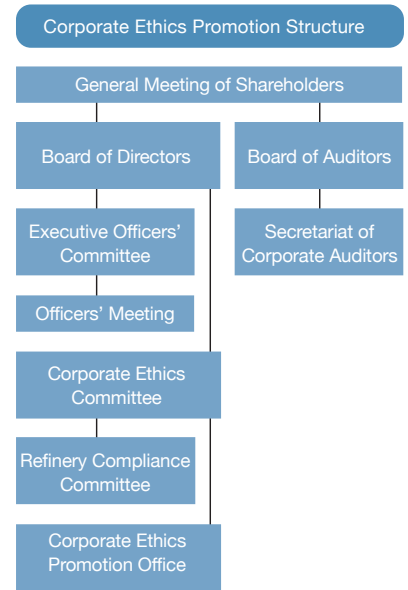 Corporate Ethics Promotion Structure
General Meeting of Shareholders
Board of Directors
Board of Auditors
Executive Officers’
Committee
Secretariat of
Corporate Auditors
Officers’ Meeting
Corporate Ethics
Committee
Refinery Compliance
Committee
Corporate Ethics
Promotion Office